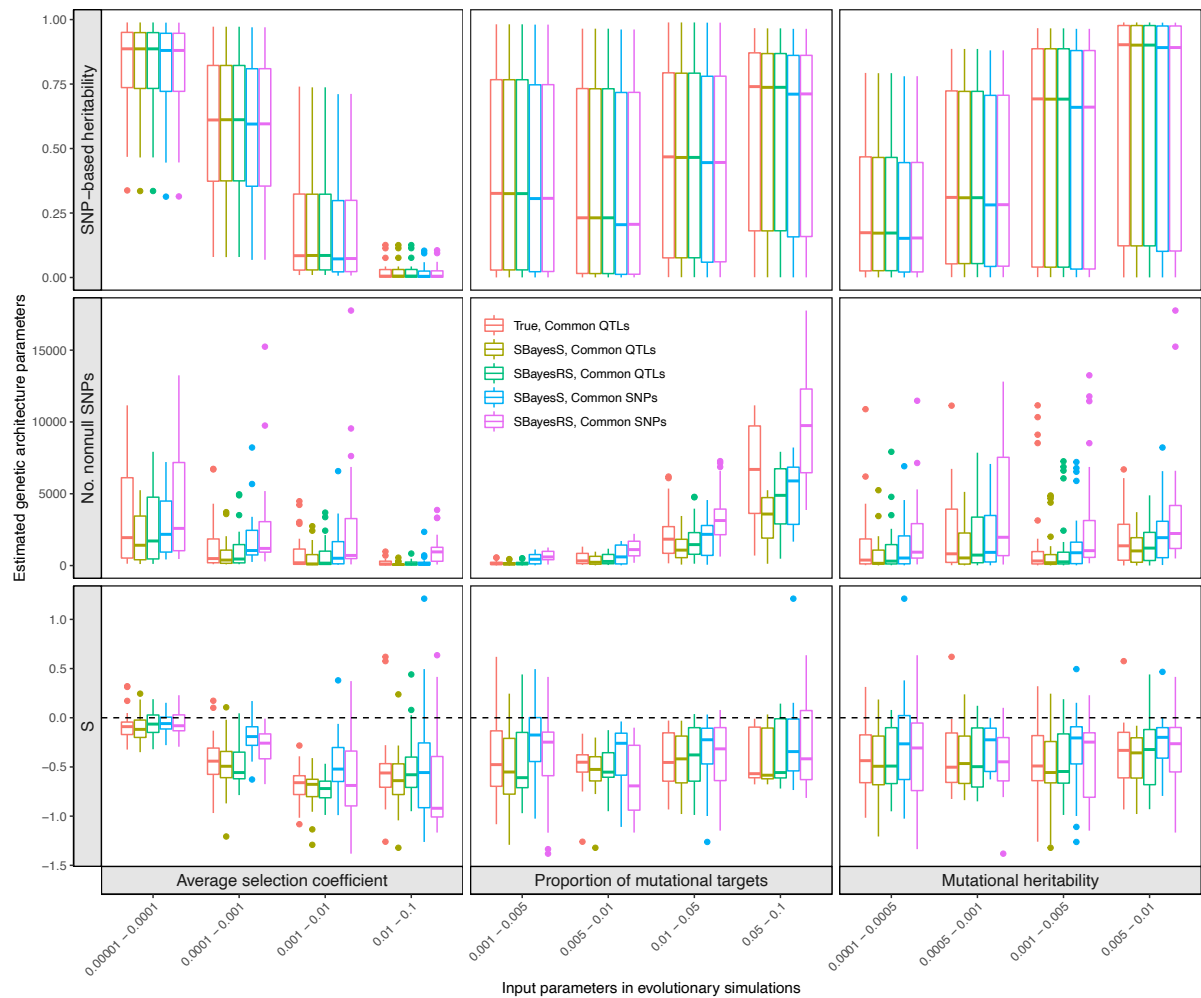 Estimated genetic architecture parameters
SNP−based heritability
1.00
0.75
0.50
0.25
0.00
No. nonnull SNPs
15000
10000
5000
0
True, Common QTLs
SBayesS, Common QTLs
SBayesRS, Common QTLs
SBayesS, Common SNPs
SBayesRS, Common SNPs
S
1.0
0.5
0.0
−0.5
−1.0
−1.5
Average selection coefficient
Proportion of mutational targets
Mutational heritability
0.00001 − 0.0001
0.0001 − 0.001
0.001 − 0.01
0.01 − 0.1
0.001 − 0.005
0.005 − 0.01
0.01 − 0.05
0.05 − 0.1
0.0001 − 0.0005
0.0005 − 0.001
0.001 − 0.005
0.005 − 0.01
Input parameters in evolutionary simulations